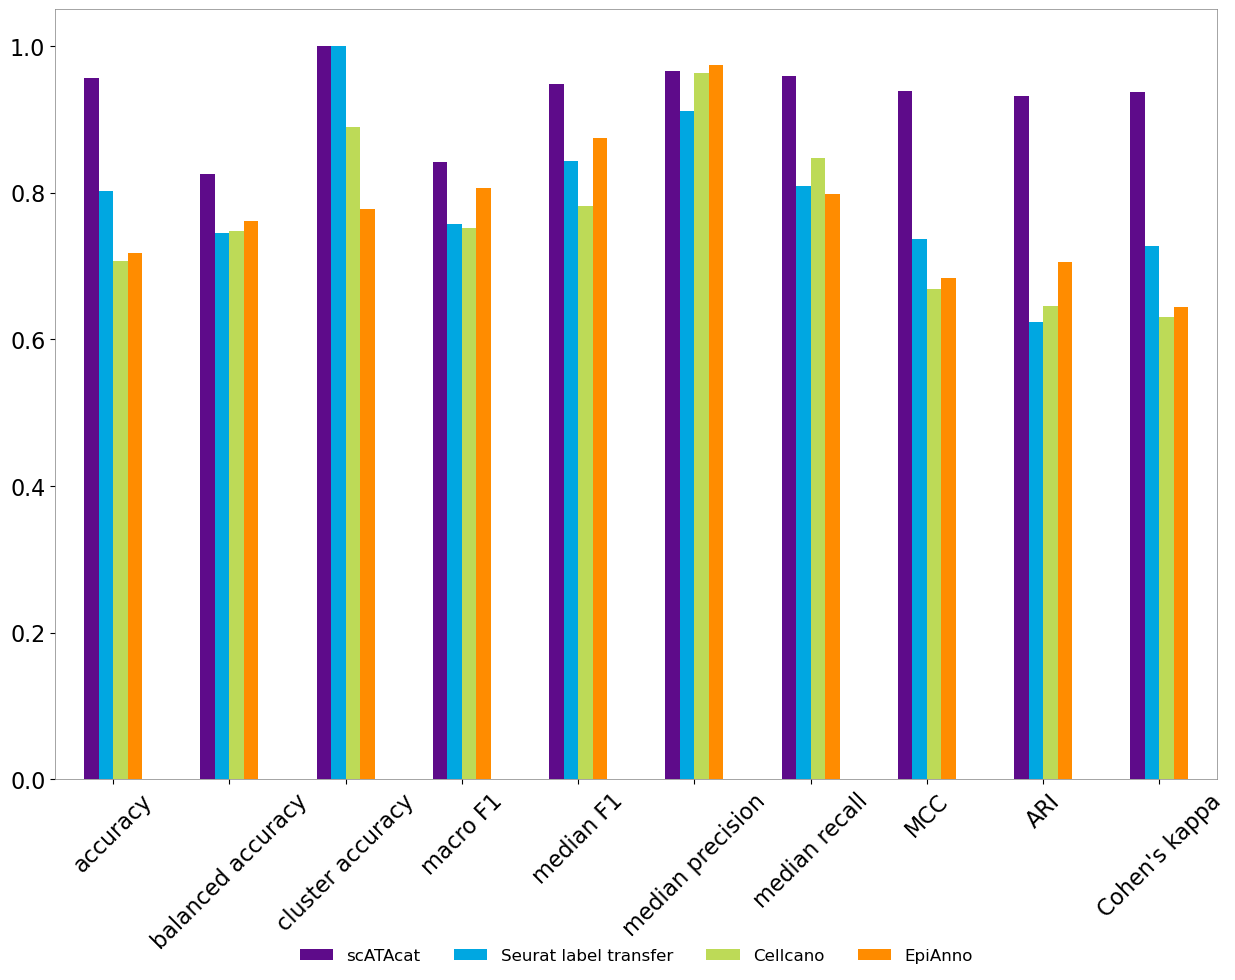 1.0
0.8
0.6
0.4
0.2
0.0
accuracy
balanced accuracy
cluster accuracy
macro F1
median F1
median precision
median recall
MCC
ARI
Cohen's kappa
scATAcat
Seurat label transfer
Cellcano
EpiAnno